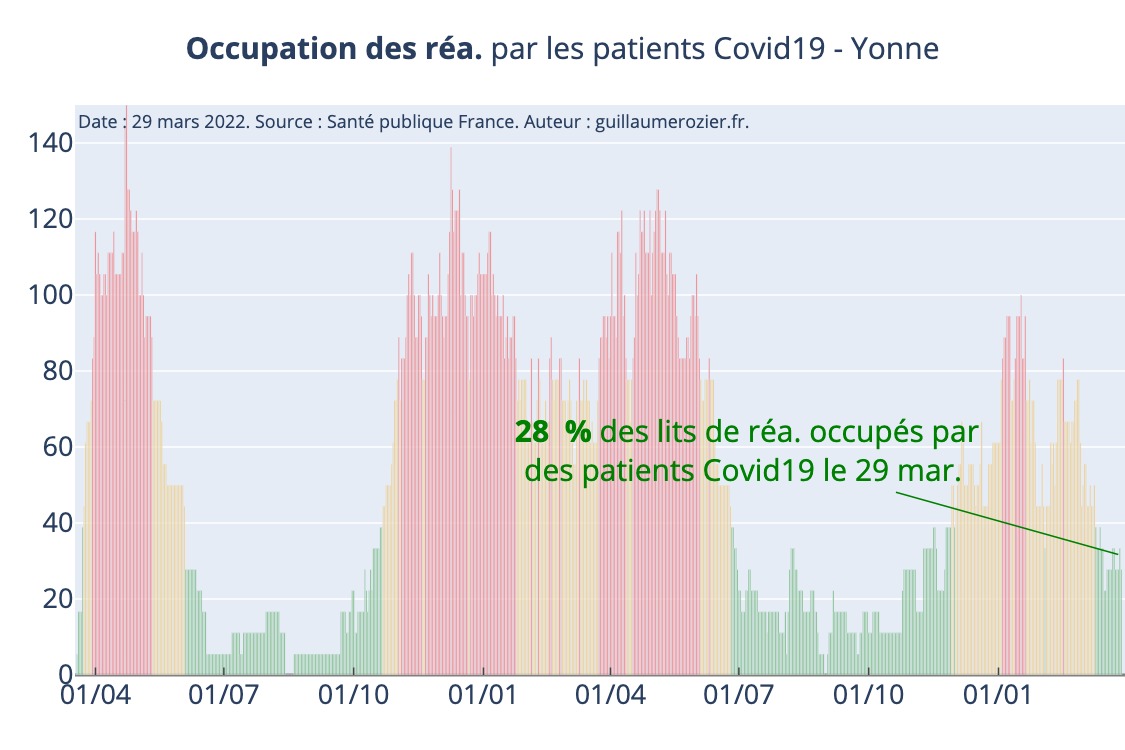 Occupation des réa. par les patients Covid19 - Yonne
Date : 29 mars 2022. Source : Santé publique France. Auteur : guillaumerozier.fr.
140
120
100
80
60
40
20
0
28 % des lits de réa. occupés par
des patients Covid19 le 29 mar.
01/04 01/07 01/10 01/01 01/04 01/07 01/10 01/01